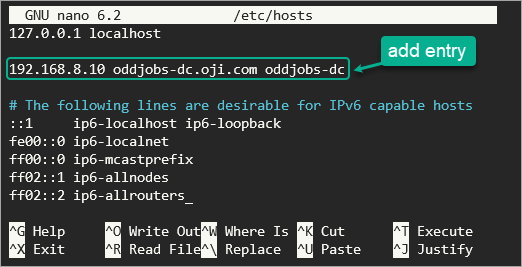 GNU nano 6.2 /etc/hosts
127.0.0.1 localhost
add entry
192.168.8.10 oddjobs-dc.oji.com oddjobs-dc
# The following lines are desirable for IPv6 capable hosts
::1 ip6-localhost ip6-loopback
fe00::0 ip6-localnet
ff00::0 ip6-mcastprefix
ff02::1 ip6-allnodes
ff02::2 ip6-allrouters_
^G Help ^O Write Out ^W Where Is ^K Cut ^T Execute
^X Exit ^R Read File ^\ Replace ^U Paste ^J Justify